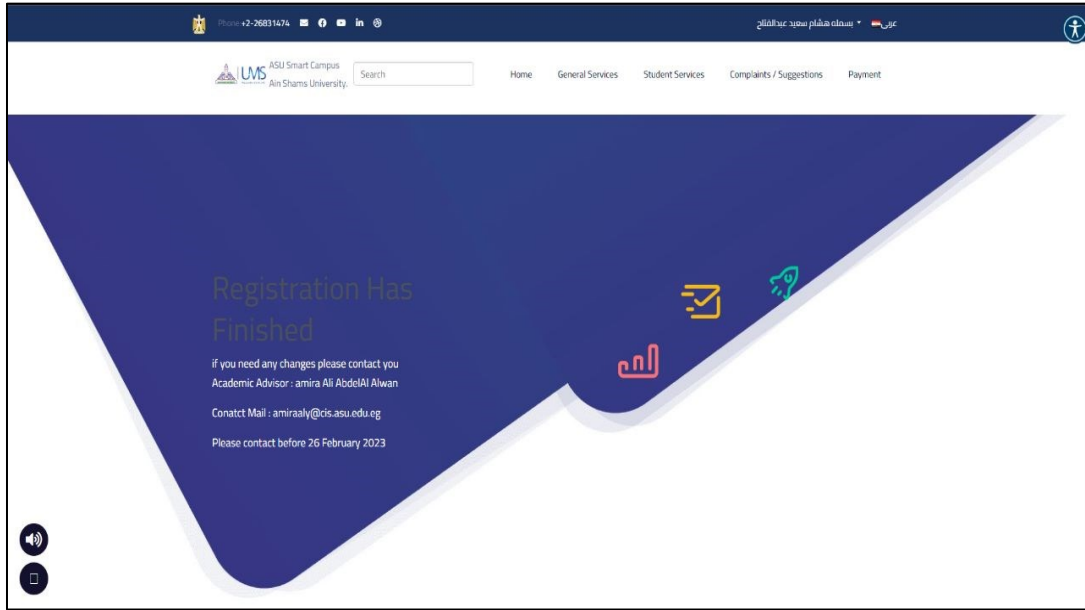 Phone:+2-26831474
بسمله هشام سعيد عبدالفتاح
عربى
UMS
ASU Smart Campus
Ain Shams University.
Search
Home
General Services
Student Services
Complaints / Suggestions
Payment
Registration Has
Finished
if you need any changes please contact you
Academic Advisor : amira Ali AbdelAl Alwan
Conatct Mail : amiraaly@cis.asu.edu.eg
Please contact before 26 February 2023